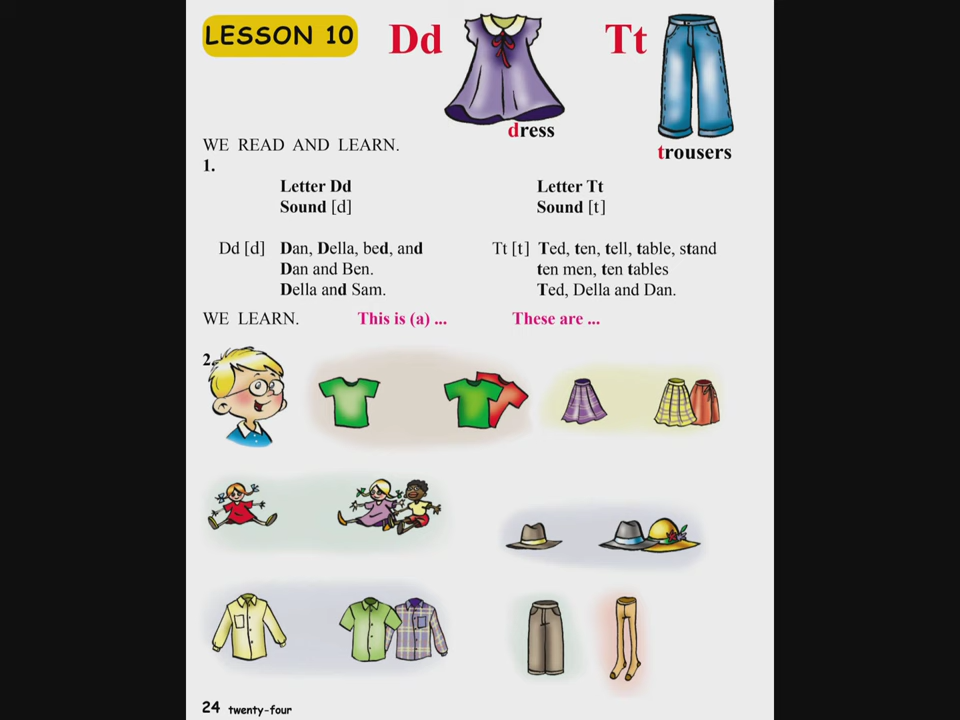 LESSON 10
Dd
Tt
dress
trousers
WE READ AND LEARN.
1.
Letter Dd
Sound [d]
Letter Tt
Sound [t]
Dd [d] Dan, Della, bed, and
Dan and Ben.
Della and Sam.
Tt [t] Ted, ten, tell, table, stand
ten men, ten tables
Ted, Della and Dan.
WE LEARN. This is (a) ... These are ...
2.
24 twenty-four